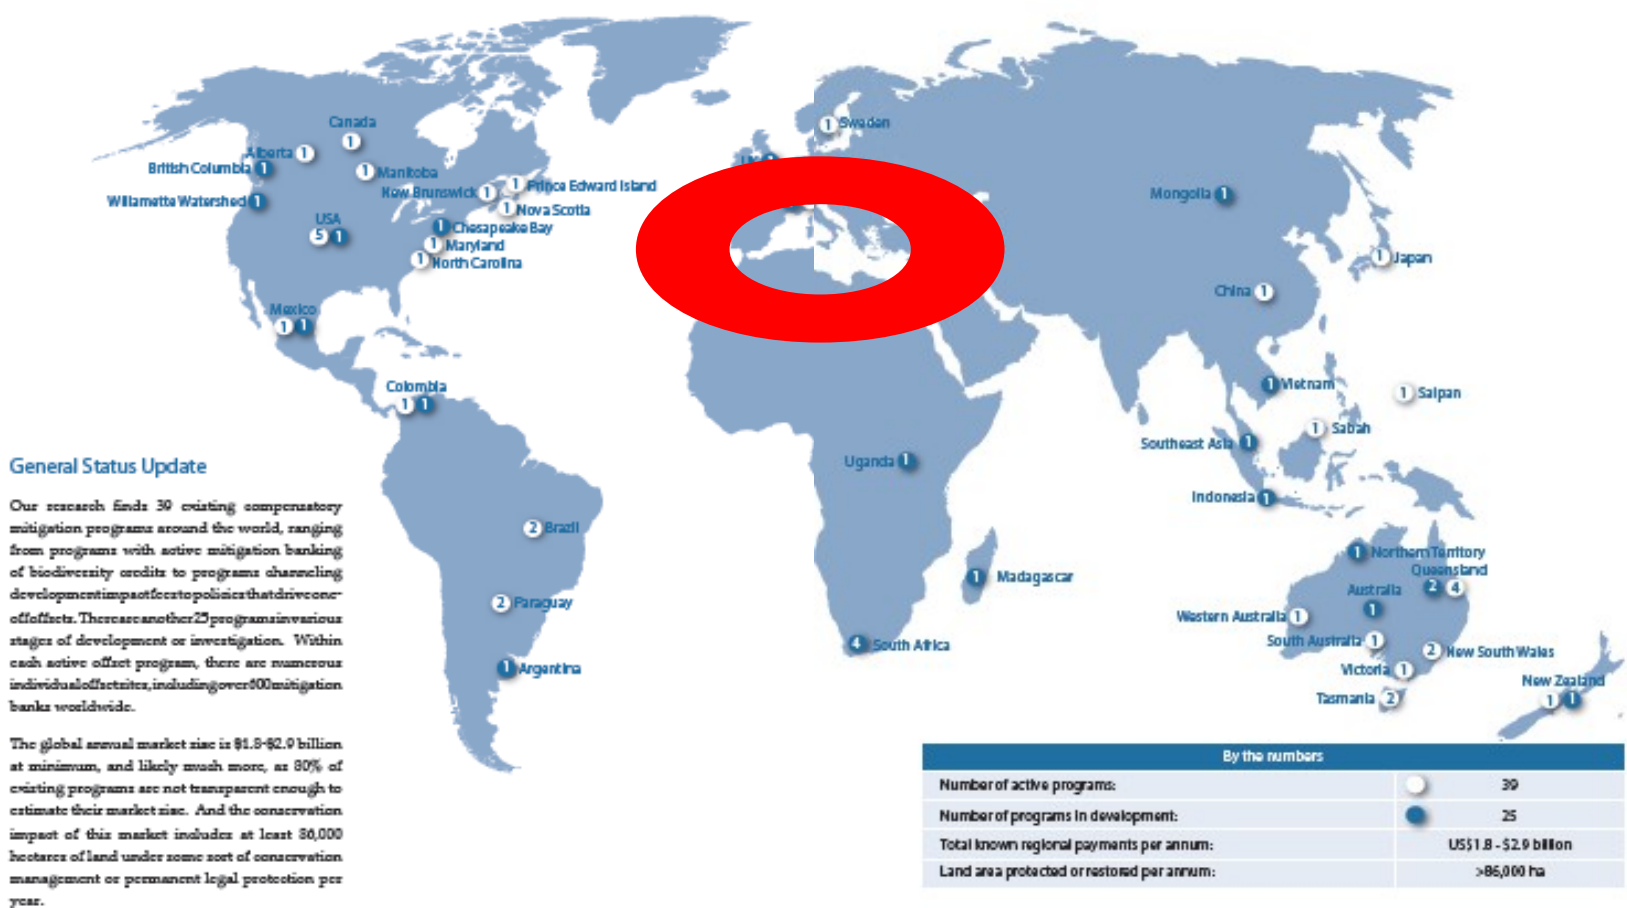 Canada
1
Alberta 1
British Columbia 1
1 Manitoba
New Brunswick 1
1 Prince Edward Island
1 Nova Scotia
Willamette Watershed 1
USA
5 1
1 Chesapeake Bay
1 Maryland
1 North Carolina
Mexico
1 1
Colombia
1 1
2 Brazil
2 Paraguay
1 Argentina
1 Sweden
Uganda 1
1 Madagascar
4 South Africa
Mongolia 1
1 Japan
China 1
1 Vietnam
1 Saipan
1 Sabah
Southeast Asia 1
Indonesia 1
1 Northern Territory
Queensland
2 4
Australia
1
Western Australia 1
South Australia 1
2 New South Wales
Victoria 1
Tasmania 2
New Zealand
1 1
General Status Update
Our research finds 39 existing compensatory
mitigation programs around the world, ranging
from programs with active mitigation banking
of biodiversity credits to programs channeling
development impact fees to policies that drive one-
off offsets. There are another 25 programs in various
stages of development or investigation. Within
each active offset program, there are numerous
individual offset sites, including over 600 mitigation
banks worldwide.
The global annual market size is $1.8-$2.9 billion
at minimum, and likely much more, as 80% of
existing programs are not transparent enough to
estimate their market size. And the conservation
impact of this market includes at least 86,000
hectares of land under some sort of conservation
management or permanent legal protection per
year.
By the numbers
Number of active programs: 39
Number of programs in development: 25
Total known regional payments per annum: US$1.8 - $2.9 billion
Land area protected or restored per annum: >86,000 ha